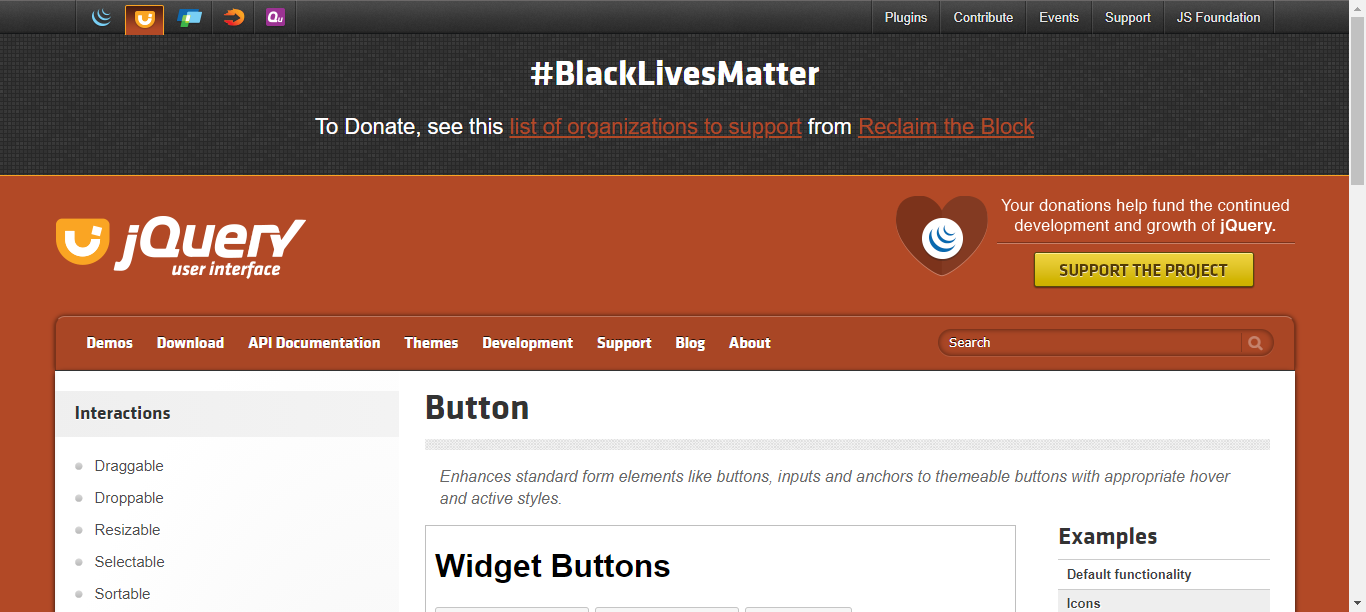 Qu
Plugins
Contribute
Events
Support
JS Foundation
#BlackLivesMatter
To Donate, see this list of organizations to support from Reclaim the Block
jQuery
user interface
Your donations help fund the continued
development and growth of jQuery.
SUPPORT THE PROJECT
Demos
Download
API Documentation
Themes
Development
Support
Blog
About
Search
Interactions
Draggable
Droppable
Resizable
Selectable
Sortable
Button
Enhances standard form elements like buttons, inputs and anchors to themeable buttons with appropriate hover
and active styles.
Widget Buttons
Examples
Default functionality
Icons